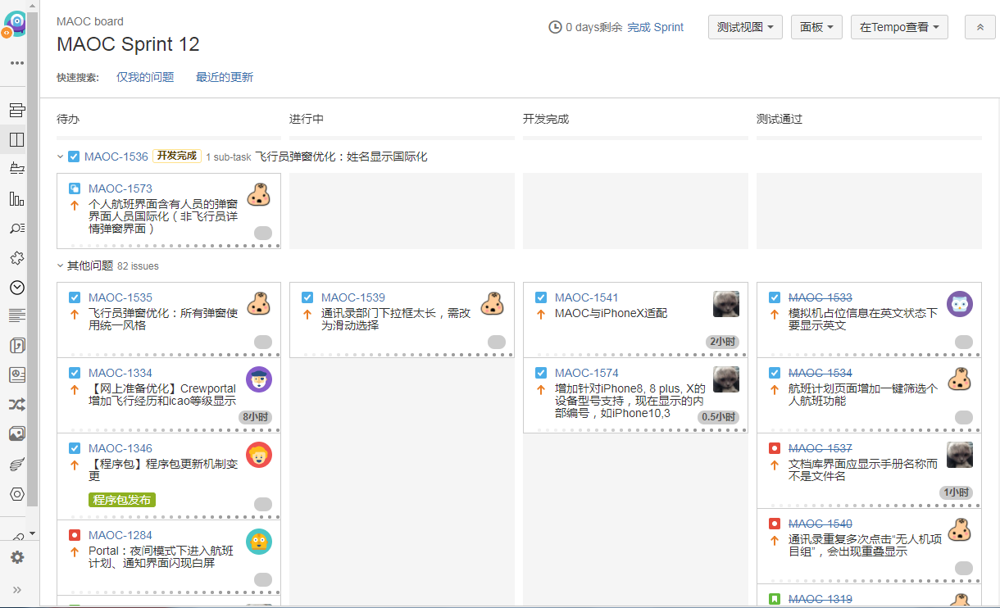 MAOC board
MAOC Sprint 12
0 days剩余 完成 Sprint
测试视图
面板
在Tempo查看
快速搜索: 仅我的问题 最近的更新
待办
进行中
开发完成
测试通过
MAOC-1536 开发完成 1 sub-task 飞行员弹窗优化：姓名显示国际化
MAOC-1573
个人航班界面含有人员的弹窗
界面人员国际化（非飞行员详
情弹窗界面）
其他问题 82 issues
MAOC-1535
飞行员弹窗优化：所有弹窗使
用统一风格
MAOC-1334
【网上准备优化】Crewportal
增加飞行经历和icao等级显示
8小时
MAOC-1346
【程序包】程序包更新机制变
更
程序包发布
MAOC-1284
Portal：夜间模式下进入航班
计划、通知界面闪现白屏
MAOC-1539
通讯录部门下拉框太长，需改
为滑动选择
MAOC-1541
MAOC与iPhoneX适配
2小时
MAOC-1574
增加针对iPhone8, 8 plus, X的
设备型号支持，现在显示的内
部编号，如iPhone10,3
0.5小时
MAOC-1533
模拟机占位信息在英文状态下
要显示英文
MAOC-1534
航班计划页面增加一键筛选个
人航班功能
MAOC-1537
文档库界面应显示手册名称而
不是文件名
1小时
MAOC-1540
通讯录重复多次点击“无人机项
目组”，会出现重叠显示
MAOC-1319